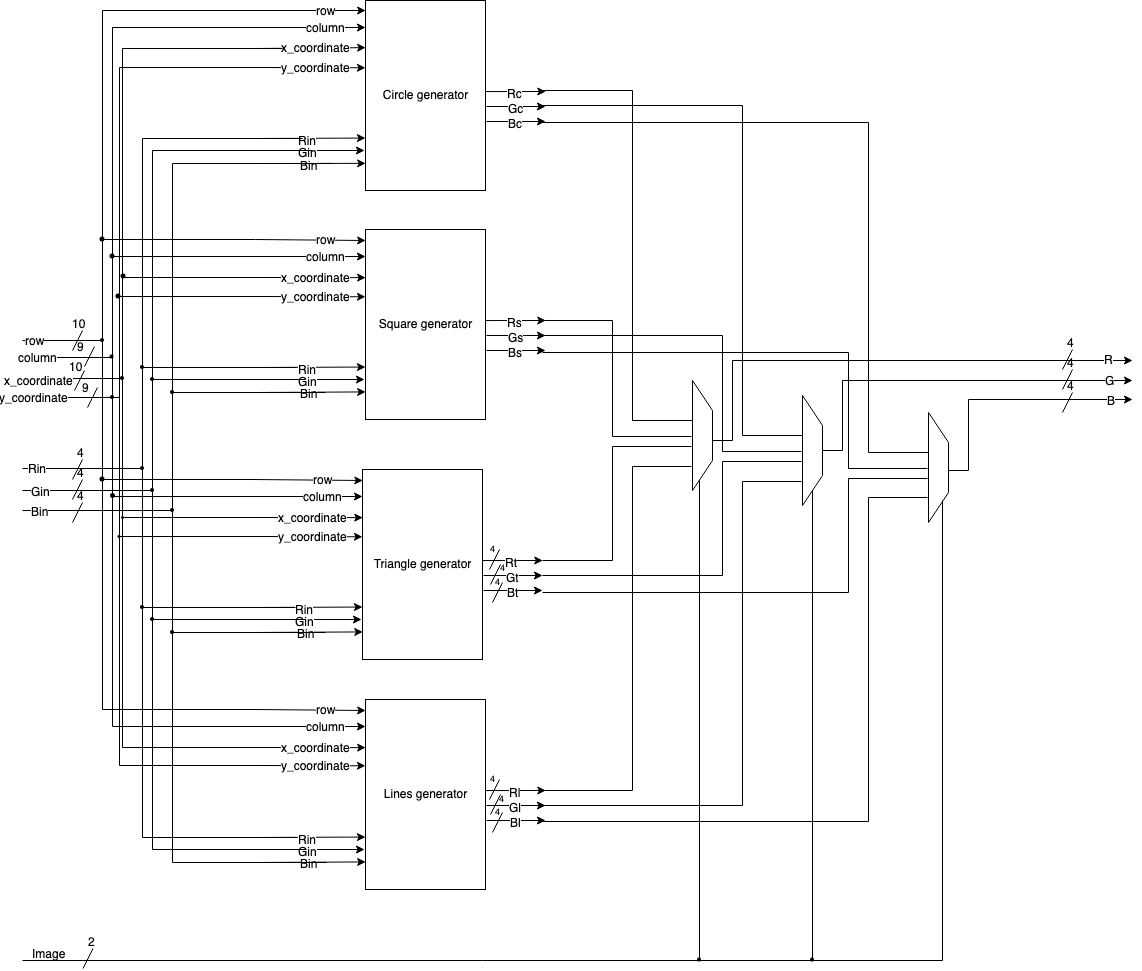 row
column
x_coordinate
y_coordinate
Circle generator
Rc
Gc
Bc
Rin
Gin
Bin
row
column
x_coordinate
y_coordinate
Square generator
Rs
Gs
Bs
Rin
Gin
Bin
10
row
9
column
10
x_coordinate
9
y_coordinate
4
R
4
G
4
B
4
Rin
4
Gin
4
Bin
row
column
x_coordinate
y_coordinate
Triangle generator
4
Rt
4
Gt
4
Bt
Rin
Gin
Bin
row
column
x_coordinate
y_coordinate
Lines generator
4
Rl
4
Gl
4
Bl
Rin
Gin
Bin
Image
2